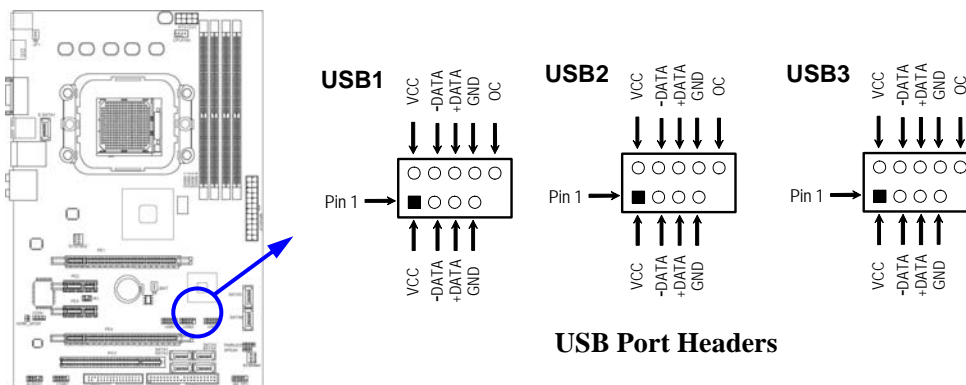 USB1
VCC
-DATA
+DATA
GND
OC
Pin 1
VCC
-DATA
+DATA
GND
USB2
VCC
-DATA
+DATA
GND
OC
Pin 1
VCC
-DATA
+DATA
GND
USB3
VCC
-DATA
+DATA
GND
OC
Pin 1
VCC
-DATA
+DATA
GND
USB Port Headers